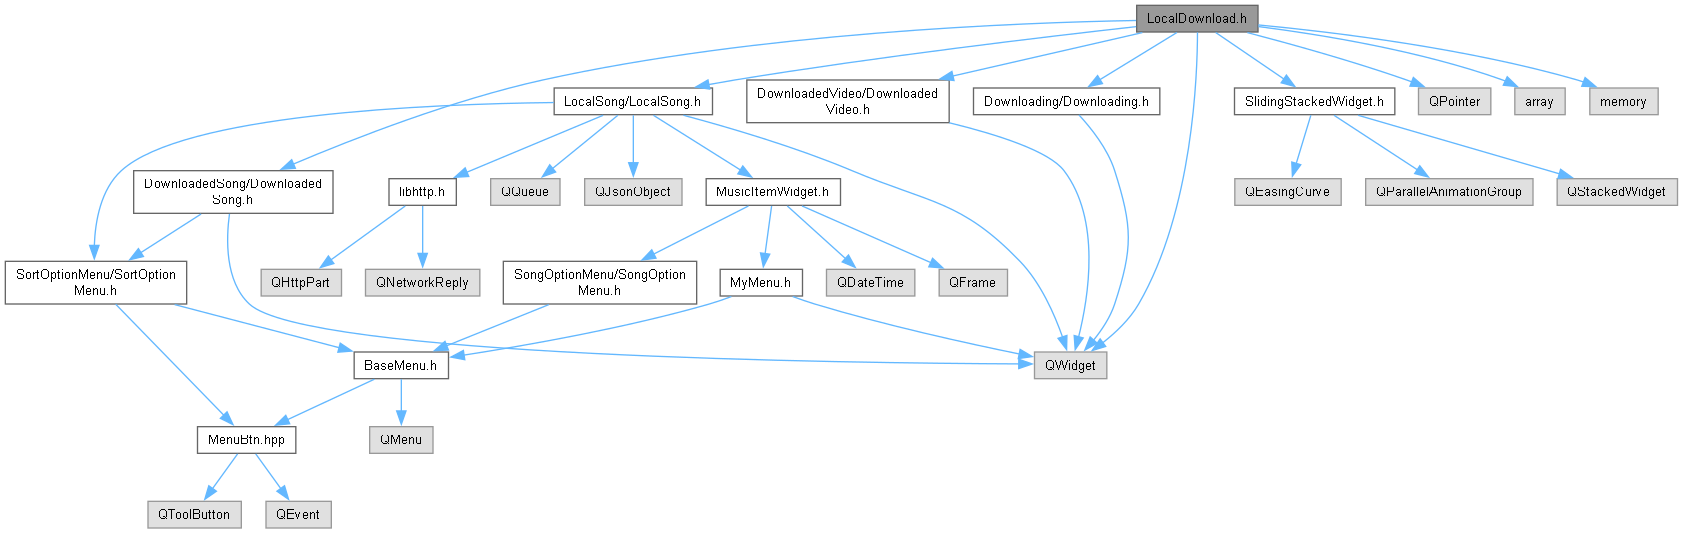 LocalDownload.h
LocalSong/LocalSong.h
DownloadedVideo/Downloaded
Video.h
Downloading/Downloading.h
SlidingStackedWidget.h
QPointer
array
memory
DownloadedSong/Downloaded
Song.h
libhttp.h
QQueue
QJsonObject
MusicItemWidget.h
QEasingCurve
QParallelAnimationGroup
QStackedWidget
SortOptionMenu/SortOption
Menu.h
QHttpPart
QNetworkReply
SongOptionMenu/SongOption
Menu.h
MyMenu.h
QDateTime
QFrame
BaseMenu.h
QWidget
MenuBtn.hpp
QMenu
QToolButton
QEvent